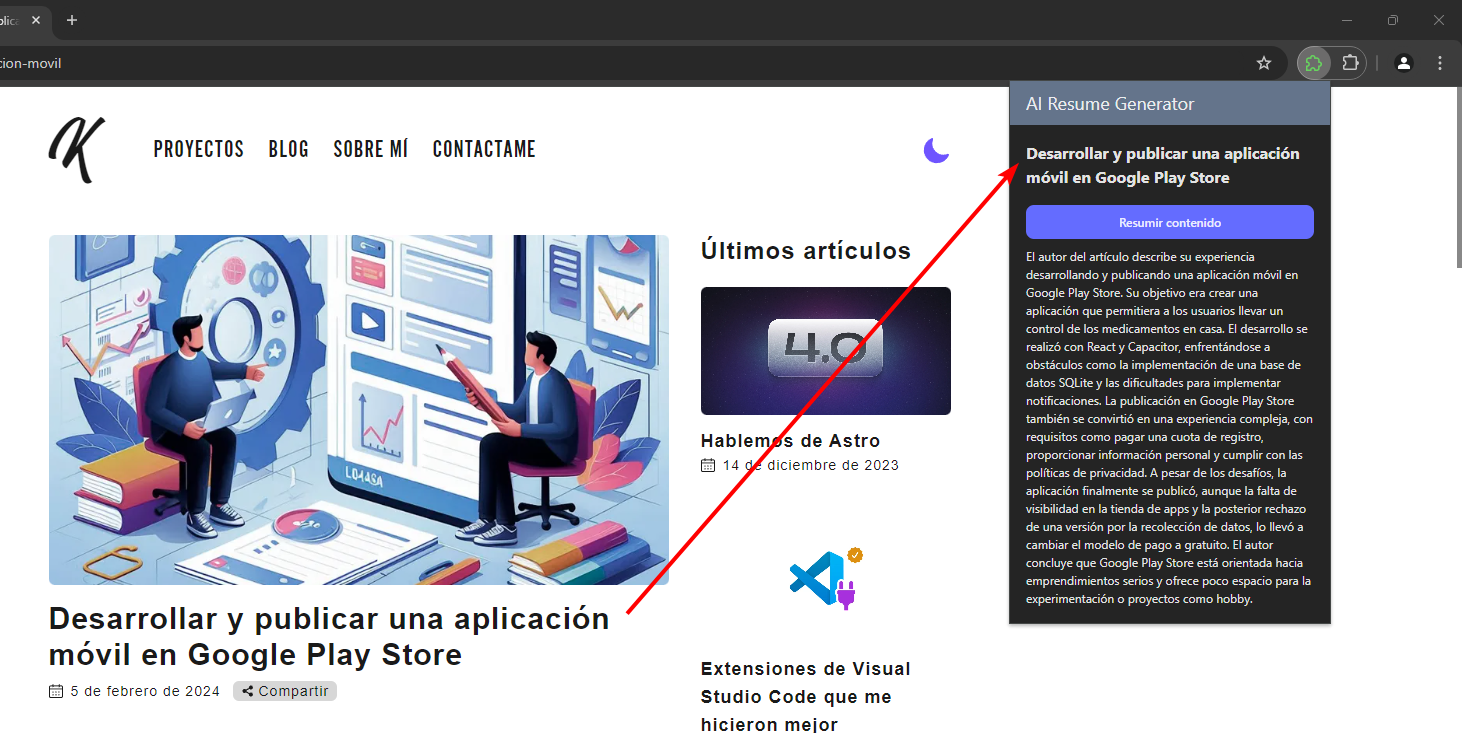 cion-movil
K
PROYECTOS BLOG SOBRE MÍ CONTACTAME
Desarrollar y publicar una aplicación
móvil en Google Play Store
5 de febrero de 2024 Compartir
Últimos artículos
4.0
Hablemos de Astro
14 de diciembre de 2023
Extensiones de Visual
Studio Code que me
hicieron mejor
AI Resume Generator
Desarrollar y publicar una aplicación
móvil en Google Play Store
Resumir contenido
El autor del artículo describe su experiencia
desarrollando y publicando una aplicación móvil en
Google Play Store. Su objetivo era crear una
aplicación que permitiera a los usuarios llevar un
control de los medicamentos en casa. El desarrollo se
realizó con React y Capacitor, enfrentándose a
obstáculos como la implementación de una base de
datos SQLite y las dificultades para implementar
notificaciones. La publicación en Google Play Store
también se convirtió en una experiencia compleja, con
requisitos como pagar una cuota de registro,
proporcionar información personal y cumplir con las
políticas de privacidad. A pesar de los desafíos, la
aplicación finalmente se publicó, aunque la falta de
visibilidad en la tienda de apps y la posterior rechazo
de una versión por la recolección de datos, lo llevó a
cambiar el modelo de pago a gratuito. El autor
concluye que Google Play Store está orientada hacia
emprendimientos serios y ofrece poco espacio para la
experimentación o proyectos como hobby.